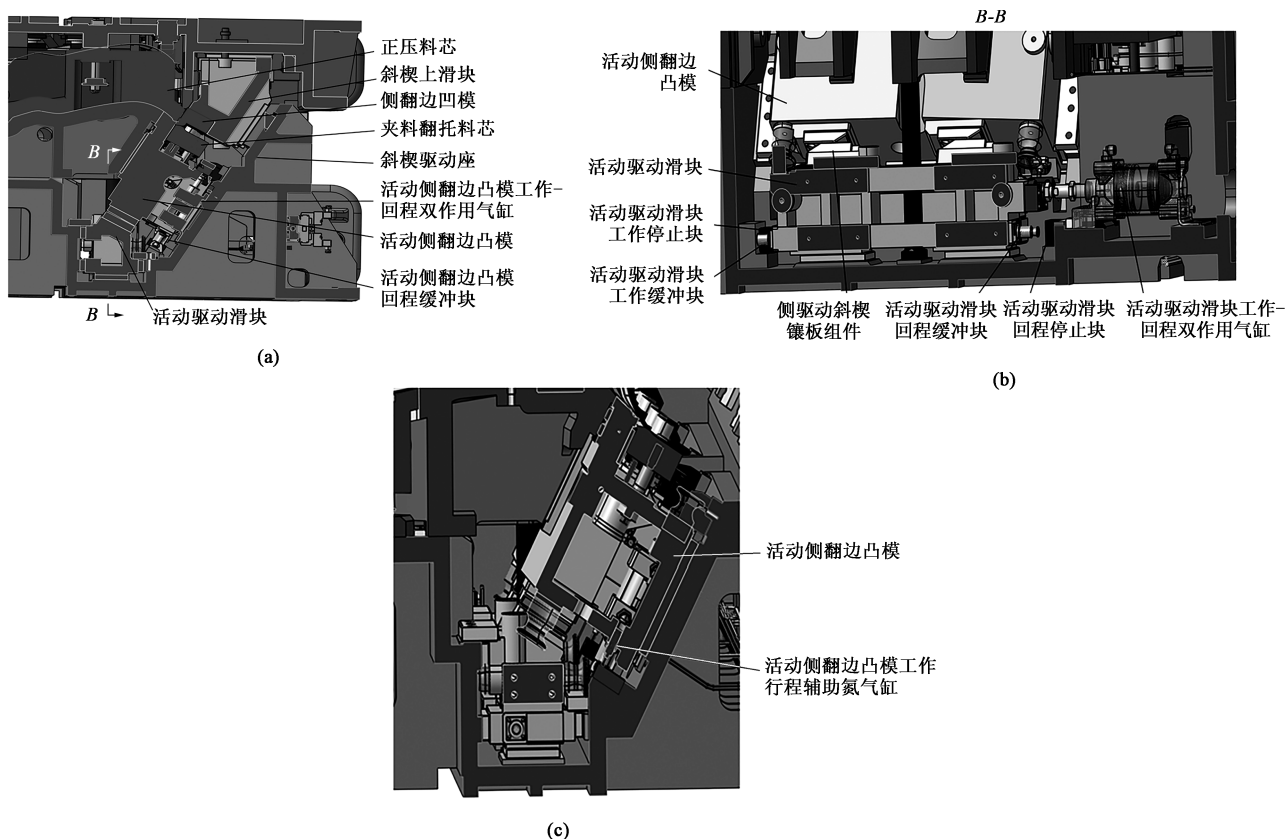 正压料芯
斜楔上滑块
侧翻边凹模
夹料翻托料芯
斜楔驱动座
活动侧翻边凸模工作-
回程双作用气缸
活动侧翻边凸模
活动侧翻边凸模
回程缓冲块
活动驱动滑块
B
B
(a)
B-B
活动侧翻边
凸模
活动驱动滑块
活动驱动滑块
工作停止块
活动驱动滑块
工作缓冲块
侧驱动斜楔
镶板组件
活动驱动滑块
回程缓冲块
活动驱动滑块
回程停止块
活动驱动滑块工作-
回程双作用气缸
(b)
活动侧翻边凸模
活动侧翻边凸模工作
行程辅助氮气缸
(c)